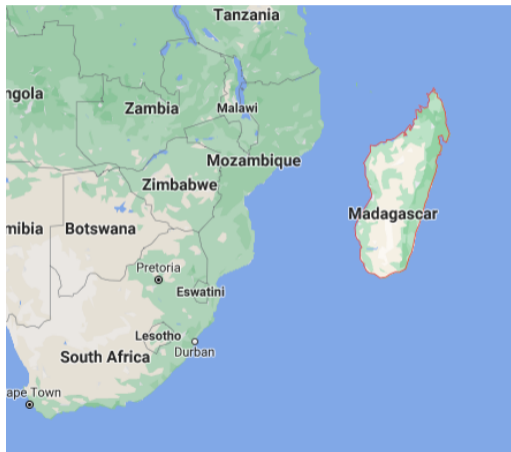 Tanzania
ngola
Zambia
Malawi
Mozambique
Zimbabwe
Madagascar
mibia
Botswana
Pretoria
Eswatini
Lesotho
Durban
South Africa
ape Town